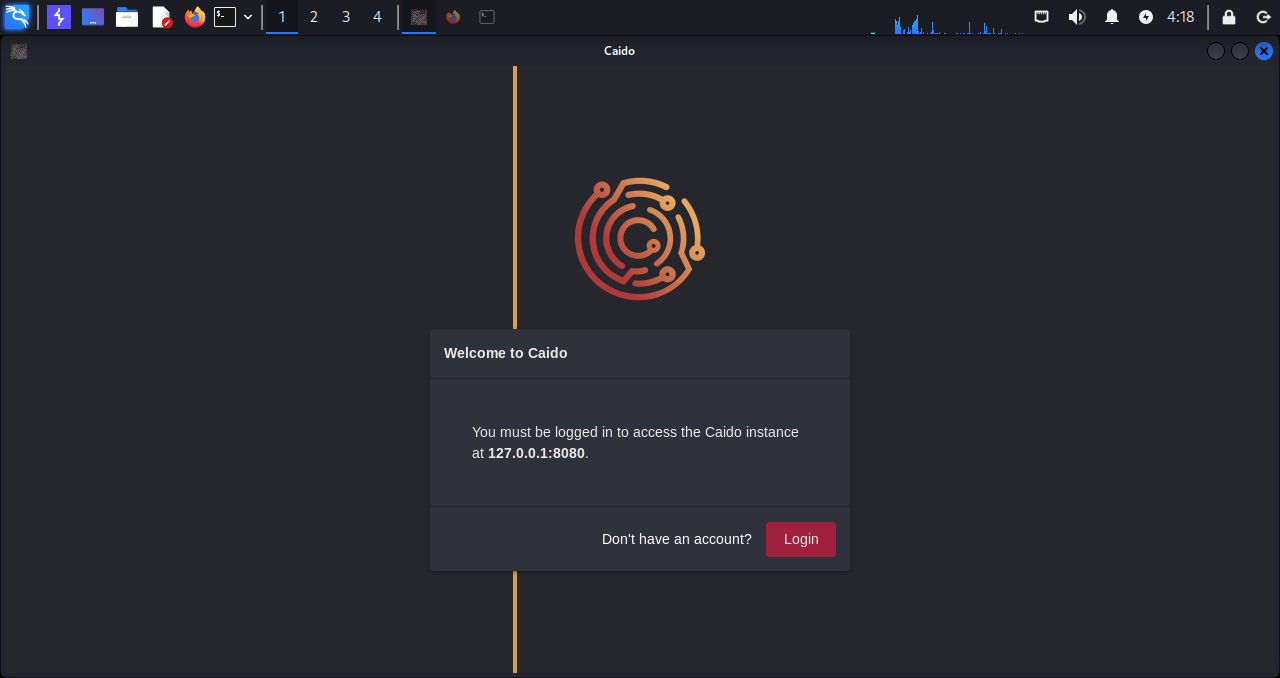 1 2 3 4 4:18
Caido
Welcome to Caido
You must be logged in to access the Caido instance
at 127.0.0.1:8080.
Don't have an account? Login